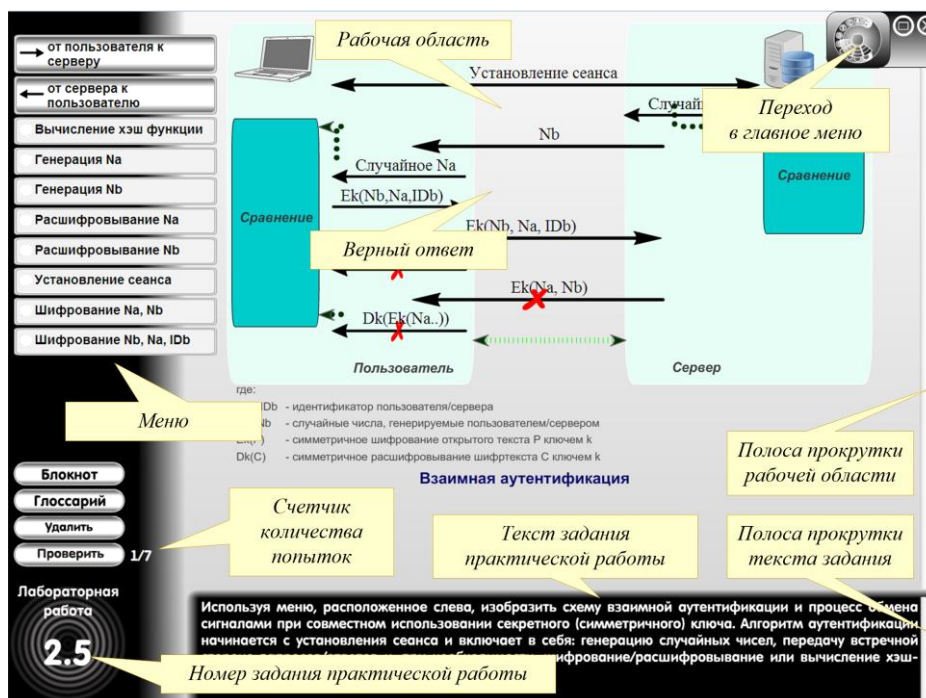 от пользователя к
серверу
от сервера к
пользователю
Вычисление хэш функции
Генерация Na
Генерация Nb
Расшифровывание Na
Расшифровывание Nb
Установление сеанса
Шифрование Na, Nb
Шифрование Nb, Na, IDb
Меню
Рабочая область
Установление сеанса
Переход
в главное меню
Nb
Случайное Na
Ek(Nb,Na,IDb)
Сравнение
Сравнение
Ek(Nb, Na, IDb)
Верный ответ
Ek(Na, Nb)
Dk(Ek(Na..))
Пользователь
Сервер
где:
IDb - идентификатор пользователя/сервера
- случайные числа, генерируемые пользователем/сервером
- симметричное шифрование открытого текста P ключем k
Dk(C) - симметричное расшифровывание шифртекста C ключем k
Взаимная аутентификация
Полоса прокрутки
рабочей области
Блокнот
Глоссарий
Удалить
Проверить 1/7
Счетчик
количества
попыток
Текст задания
практической работы
Полоса прокрутки
текста задания
Лабораторная
работа
2.5
Номер задания практической работы
Используя меню, расположенное слева, изобразить схему взаимной аутентификации и процесс обмена
сигналами при совместном использовании секретного (симметричного) ключа. Алгоритм аутентификации
начинается с установления сеанса и включает в себя: генерацию случайных чисел, передачу встречной
шифрование/расшифровывание или вычисление хэш-